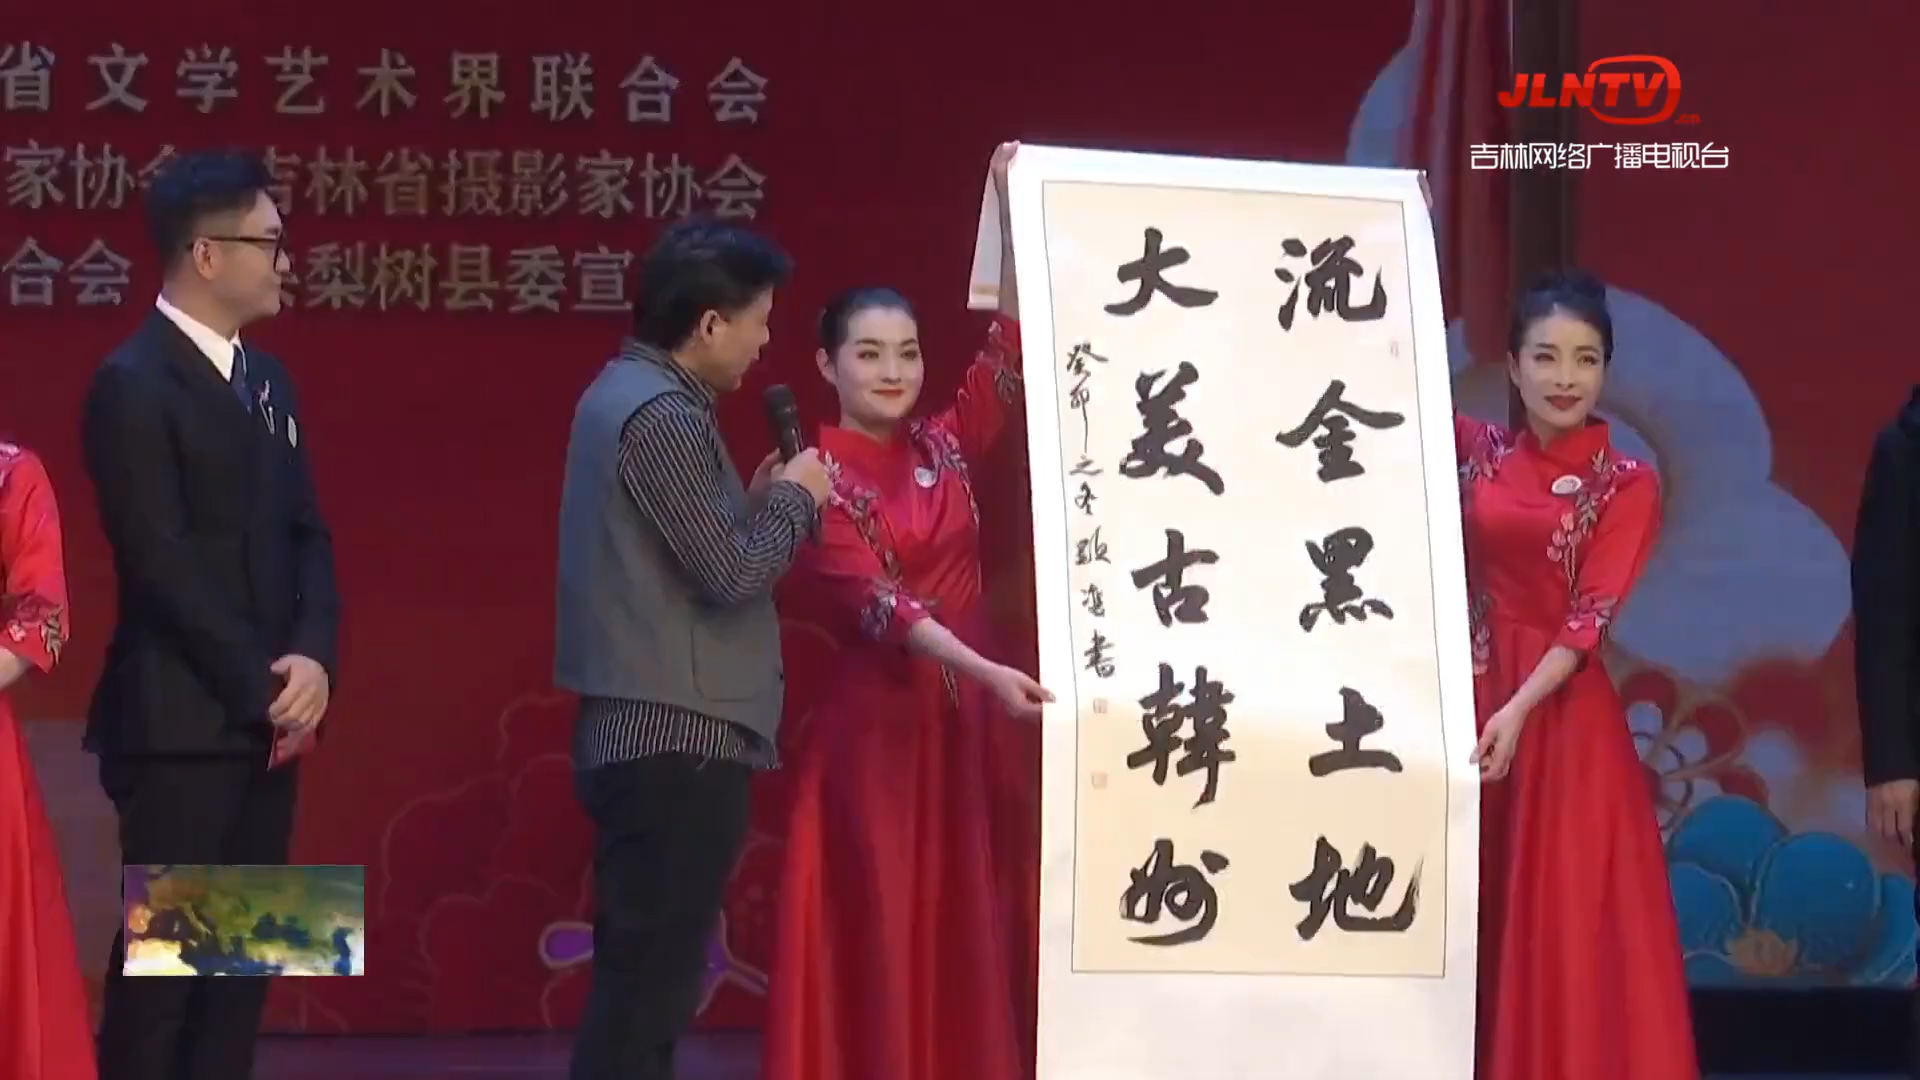 省文学艺术界联合会
家协会 吉林省摄影家协会
合会 梨树县委宣
JLNTV.cn
吉林网络广播电视台
流金黑土地
大美古韓州
癸卯之冬
書